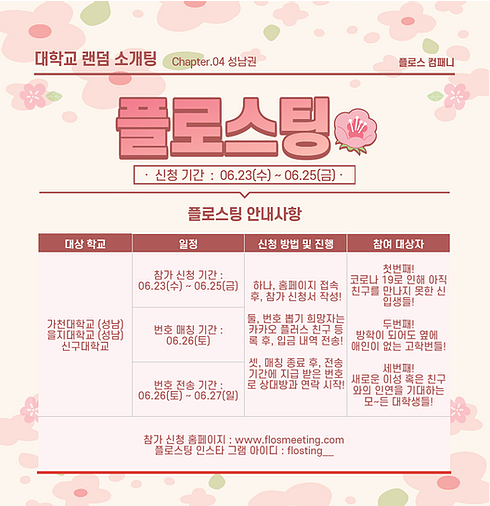 대학교 랜덤 소개팅 Chapter.04 성남권
플로스 컴패니
플로스팅
· 신청 기간 : 06.23(수) ~ 06.25(금) ·
플로스팅 안내사항
대상 학교
일정
신청 방법 및 진행
참여 대상자
가천대학교 (성남)
을지대학교 (성남)
신구대학교
참가 신청 기간 :
06.23(수) ~ 06.25(금)
번호 매칭 기간 :
06.26(토)
번호 전송 기간 :
06.26(토) ~ 06.27(일)
하나, 홈페이지 접속
후, 참가 신청서 작성!
둘, 번호 뽑기 희망자는
카카오 플러스 친구 등
록 후, 입금 내역 전송!
셋, 매칭 종료 후, 전송
기간에 지급 받은 번호
로 상대방과 연락 시작!
첫번째!
코로나 19로 인해 아직
친구를 만나지 못한 신
입생들!
두번째!
방학이 되어도 옆에
애인이 없는 고학번들!
세번째!
새로운 이성 혹은 친구
와의 인연을 기대하는
모~든 대학생들!
참가 신청 홈페이지 : www.flosmeeting.com
플로스팅 인스타 그램 아이디 : flosting__